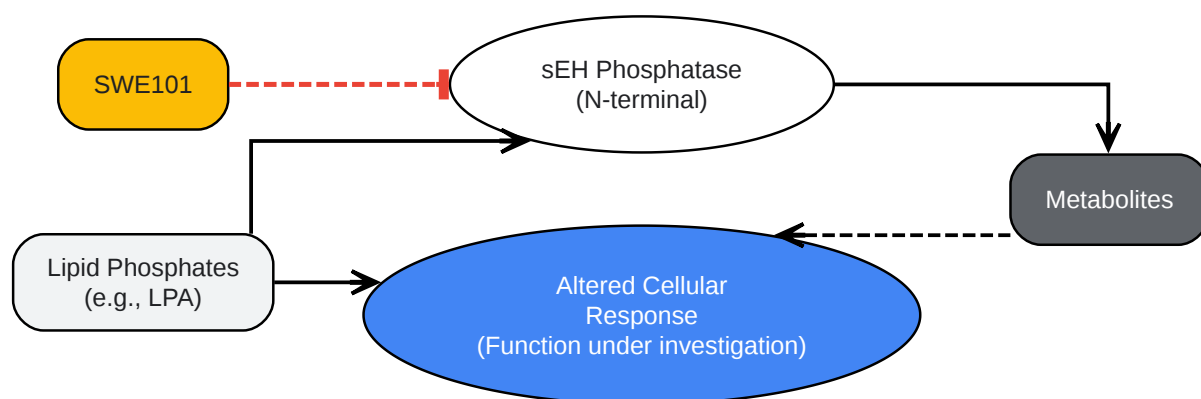 SWE101
sEH Phosphatase
(N-terminal)
Metabolites
Lipid Phosphates
(e.g., LPA)
Altered Cellular
Response
(Function under investigation)